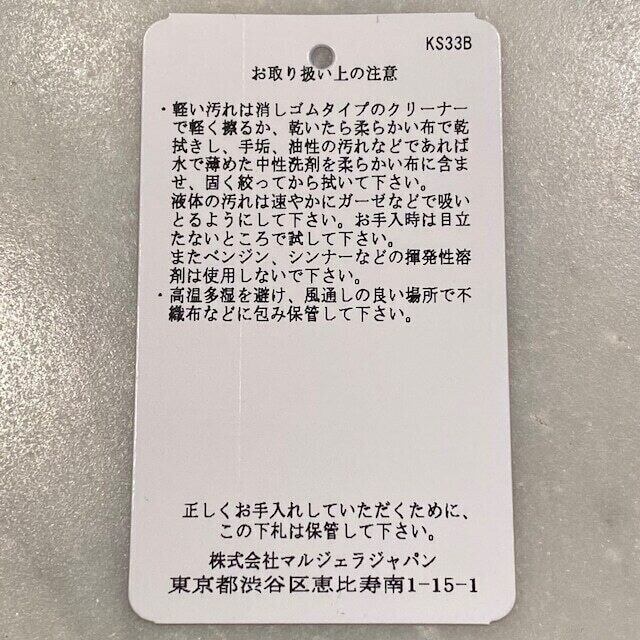 KS33B
お取り扱い上の注意
・軽い汚れは消しゴムタイプのクリーナー
で軽く擦るか、乾いたら柔らかい布で乾
拭きし、手垢、油性の汚れなどであれば
水で薄めた中性洗剤を柔らかい布に含ま
せ、固く絞ってから拭いて下さい。
液体の汚れは速やかにガーゼなどで吸い
とるようにして下さい。お手入時は目立
たないところで試して下さい。
またベンジン、シンナーなどの揮発性溶
剤は使用しないで下さい。
・高温多湿を避け、風通しの良い場所で不
織布などに包み保管して下さい。
正しくお手入れしていただくために、
この下札は保管して下さい。
株式会社マルジェラジャパン
東京都渋谷区恵比寿南1-15-1